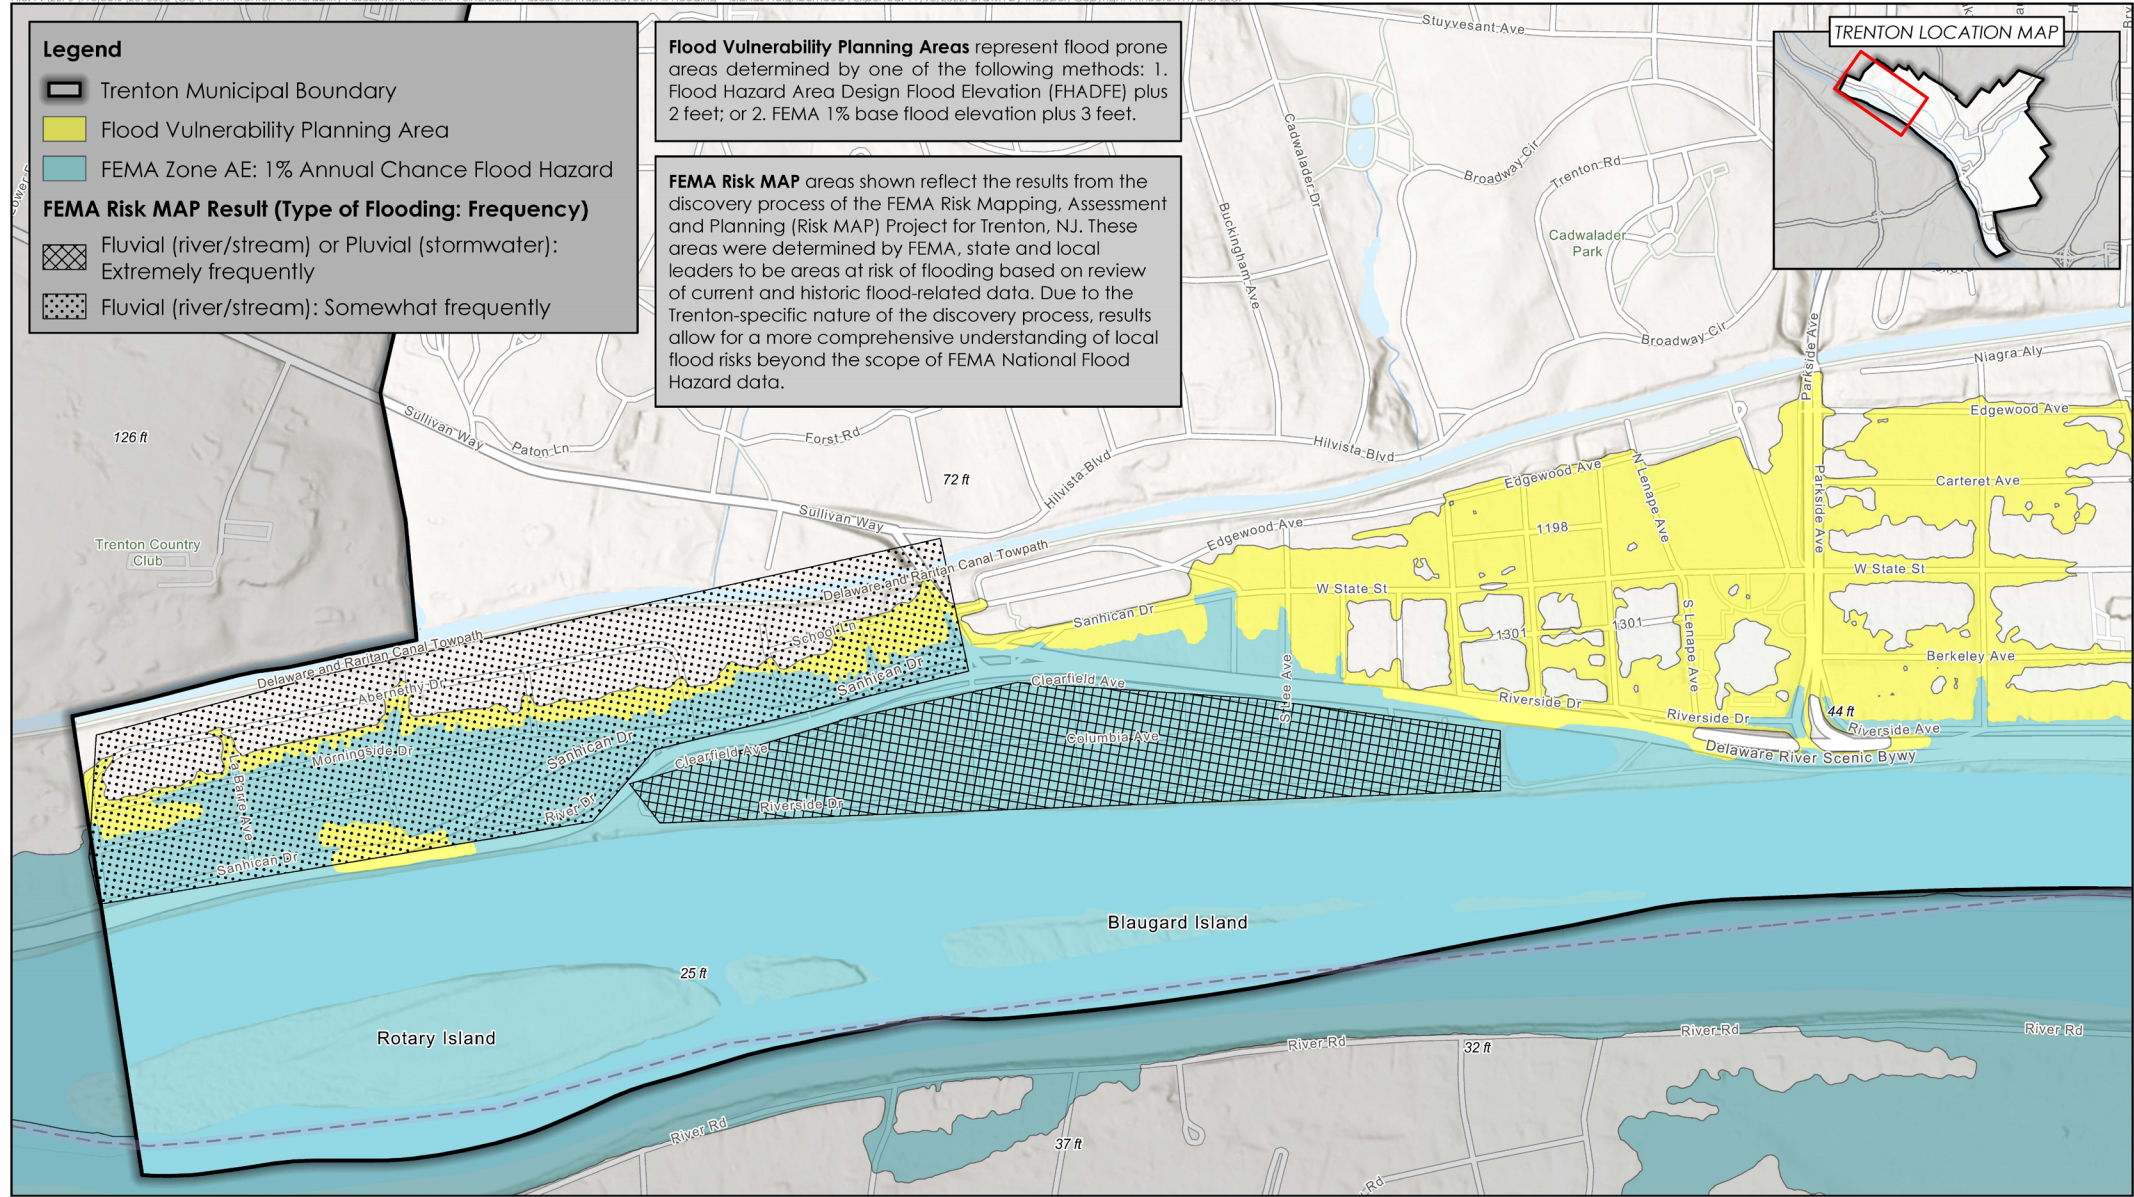 Legend
Trenton Municipal Boundary
Flood Vulnerability Planning Area
FEMA Zone AE: 1% Annual Chance Flood Hazard
FEMA Risk MAP Result (Type of Flooding: Frequency)
Fluvial (river/stream) or Pluvial (stormwater):
Extremely frequently
Fluvial (river/stream): Somewhat frequently
Flood Vulnerability Planning Areas represent flood prone
areas determined by one of the following methods: 1.
Flood Hazard Area Design Flood Elevation (FHADFE) plus
2 feet; or 2. FEMA 1% base flood elevation plus 3 feet.
FEMA Risk MAP areas shown reflect the results from the
discovery process of the FEMA Risk Mapping, Assessment
and Planning (Risk MAP) Project for Trenton, NJ. These
areas were determined by FEMA, state and local
leaders to be areas at risk of flooding based on review
of current and historic flood-related data. Due to the
Trenton-specific nature of the discovery process, results
allow for a more comprehensive understanding of local
flood risks beyond the scope of FEMA National Flood
Hazard data.
TRENTON LOCATION MAP
Stuyvesant Ave
Cadwalader Dr
Buckingham Ave
Broadway Cir
Trenton Rd
Cadwalader
Park
Broadway Cir
Parkside Ave
Niagra Aly
Edgewood Ave
126 ft
Sullivan Way
Paton Ln
Forst Rd
72 ft
Hilvista Blvd
Hilvista Blvd
Sullivan Way
Edgewood Ave
N Lenape Ave
Parkside Ave
Carteret Ave
Trenton Country
Club
Edgewood Ave
1198
Delaware and Raritan Canal Towpath
W State St
W State St
Sanhican Dr
School Ln
1301
1301
S Lenape Ave
Delaware and Raritan Canal Towpath
Abernethy Dr
Sanhican Dr
Clearfield Ave
S Lee Ave
Berkeley Ave
Riverside Dr
Riverside Dr
44 ft
Riverside Ave
Delaware River Scenic Bywy
Morningside Dr
Sanhican Dr
Clearfield Ave
Columbia Ave
La Barre Ave
River Dr
Riverside Dr
Sanhican Dr
Blaugard Island
25 ft
Rotary Island
River Rd
River Rd
River Rd
32 ft
River Rd
37 ft
Rd